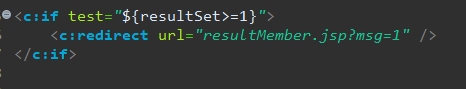 <c:if test="${resultSet>=1}">
<c:redirect url="resultMember.jsp?msg=1" />
</c:if>